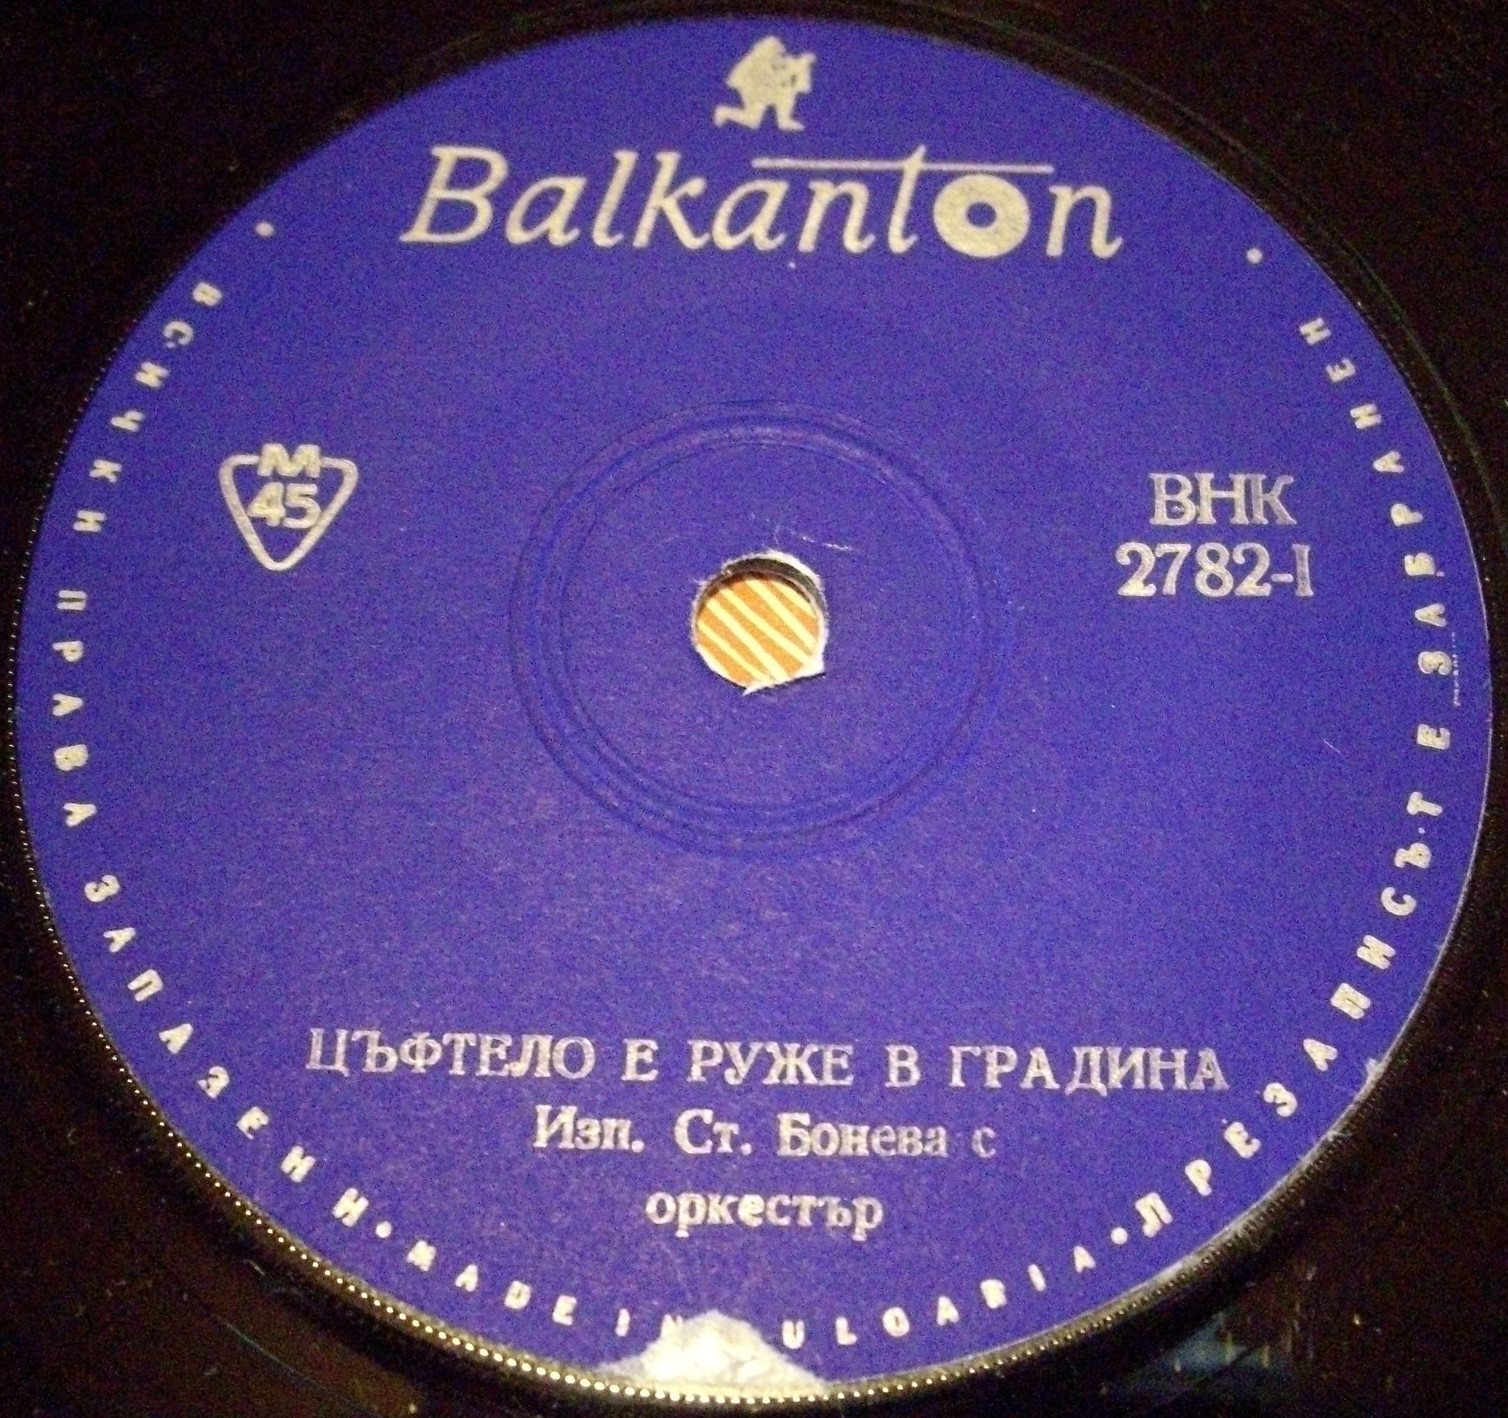 Balkanton
M
45
ВНК
2782-I
ЦЪФТЕЛО Е РУЖЕ В ГРАДИНА
Изп. Ст. Бонева с
оркестър
• ВСИЧКИ ПРАВА ЗАПАЗЕНИ • MADE IN ULGARIA • ПРЕЗАПИСЪТ Е ЗАБРАНЕН •